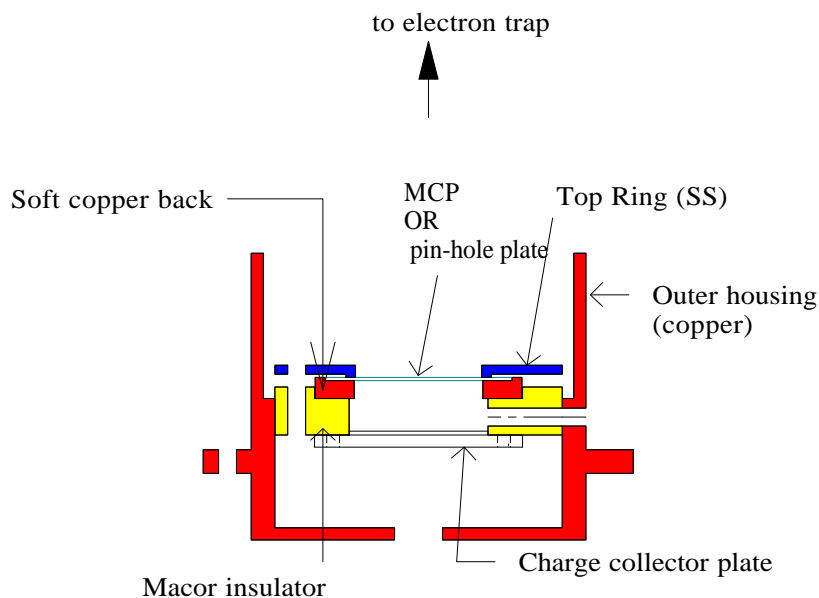 to electron trap
Soft copper back
MCP
OR
pin-hole plate
Top Ring (SS)
Outer housing
(copper)
Charge collector plate
Macor insulator